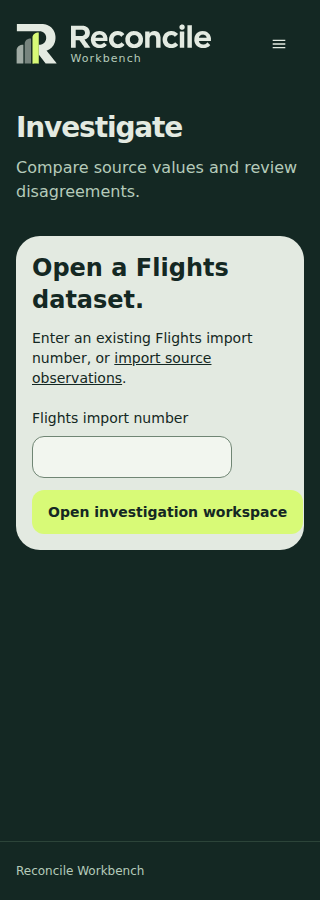 Reconcile
Workbench
Investigate
Compare source values and review
disagreements.
Open a Flights
dataset.
Enter an existing Flights import
number, or import source
observations.
Flights import number
Open investigation workspace
Reconcile Workbench